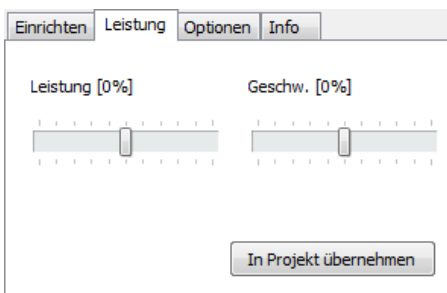 Einrichten Leistung Optionen Info
Leistung [0%] Geschw. [0%]
In Projekt übernehmen